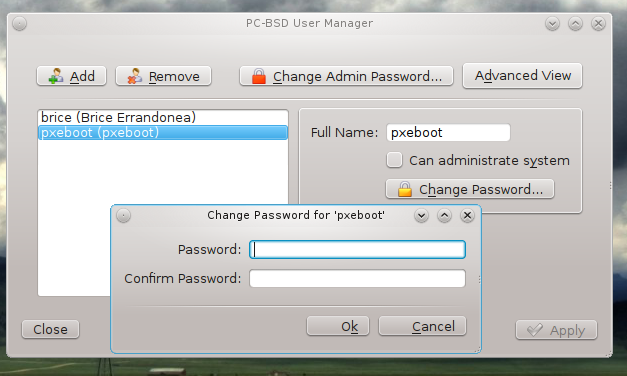 PC-BSD User Manager
Add Remove Change Admin Password... Advanced View
brice (Brice Errandonea)
pxeboot (pxeboot)
Full Name: pxeboot
Can administrate system
Change Password...
Change Password for 'pxeboot'
Password:
Confirm Password:
Ok Cancel
Close Apply